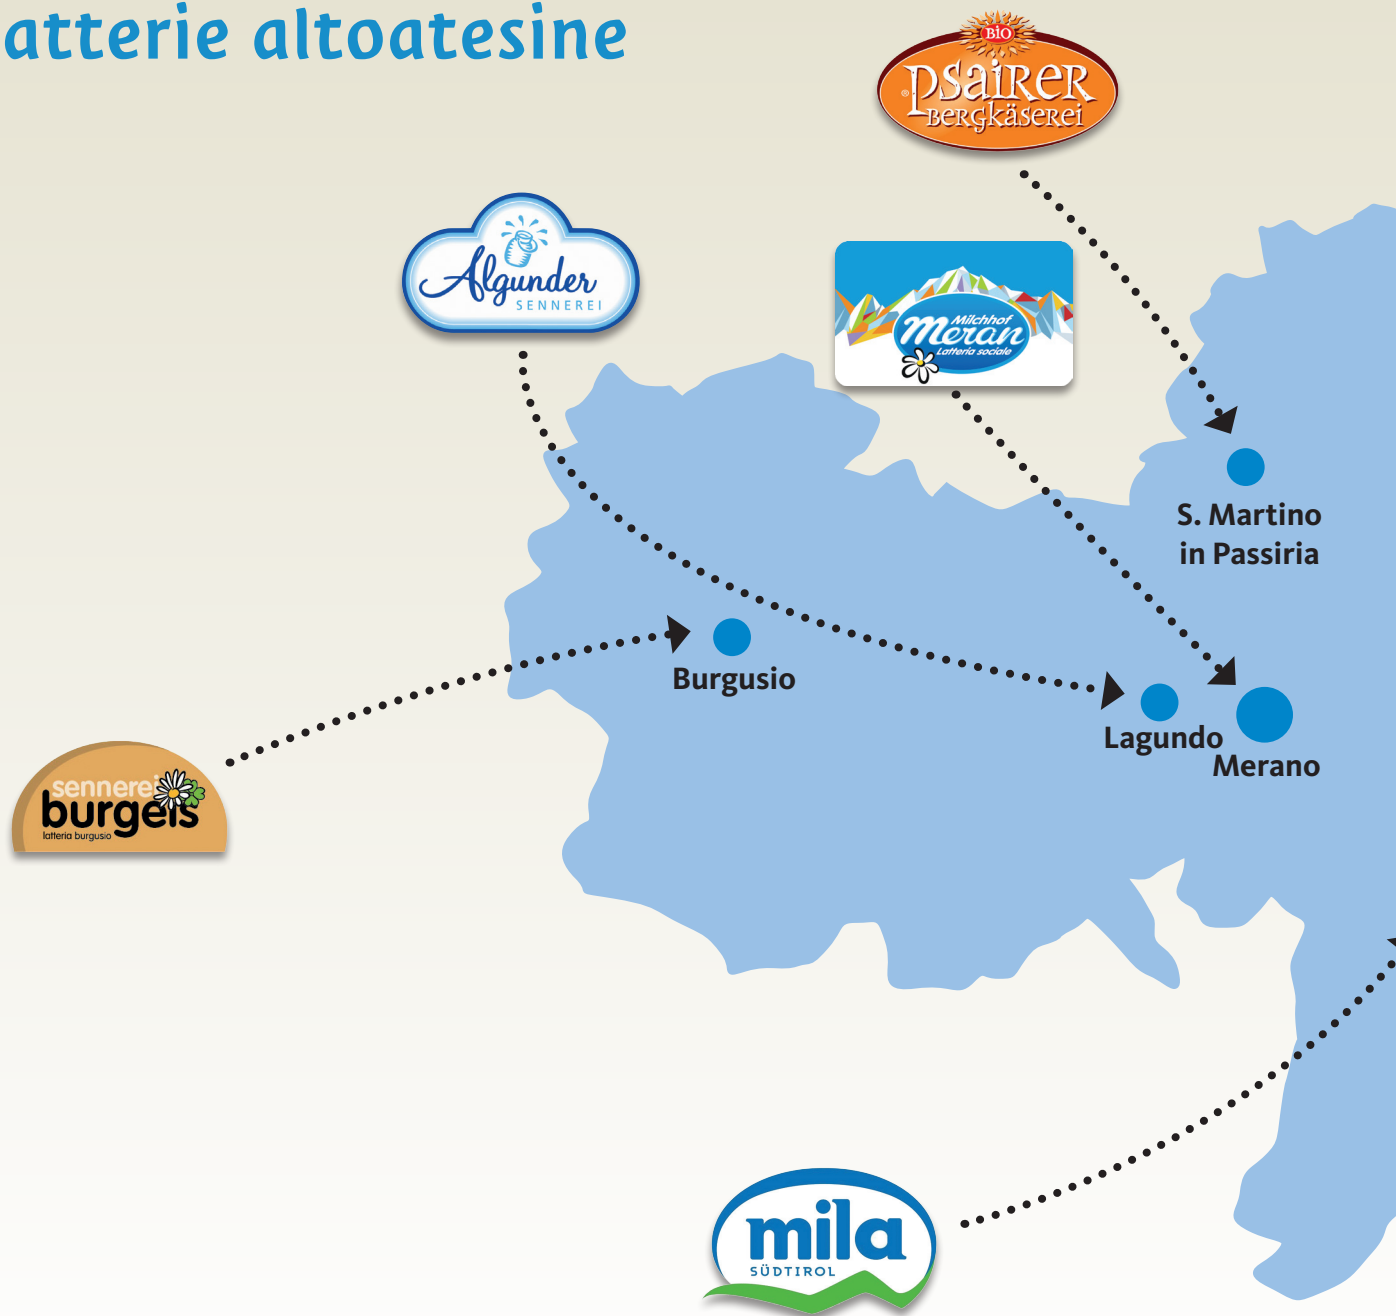 atterie altoatesine
BIO
PSAIRER
BERGKÄSEREI
®
Algunder
SENNEREI
Milchhof
Meran
Latteria sociale
S. Martino
in Passiria
Burgusio
Lagundo
Merano
sennerei
burgeis
latteria burgusio
mila
SÜDTIROL